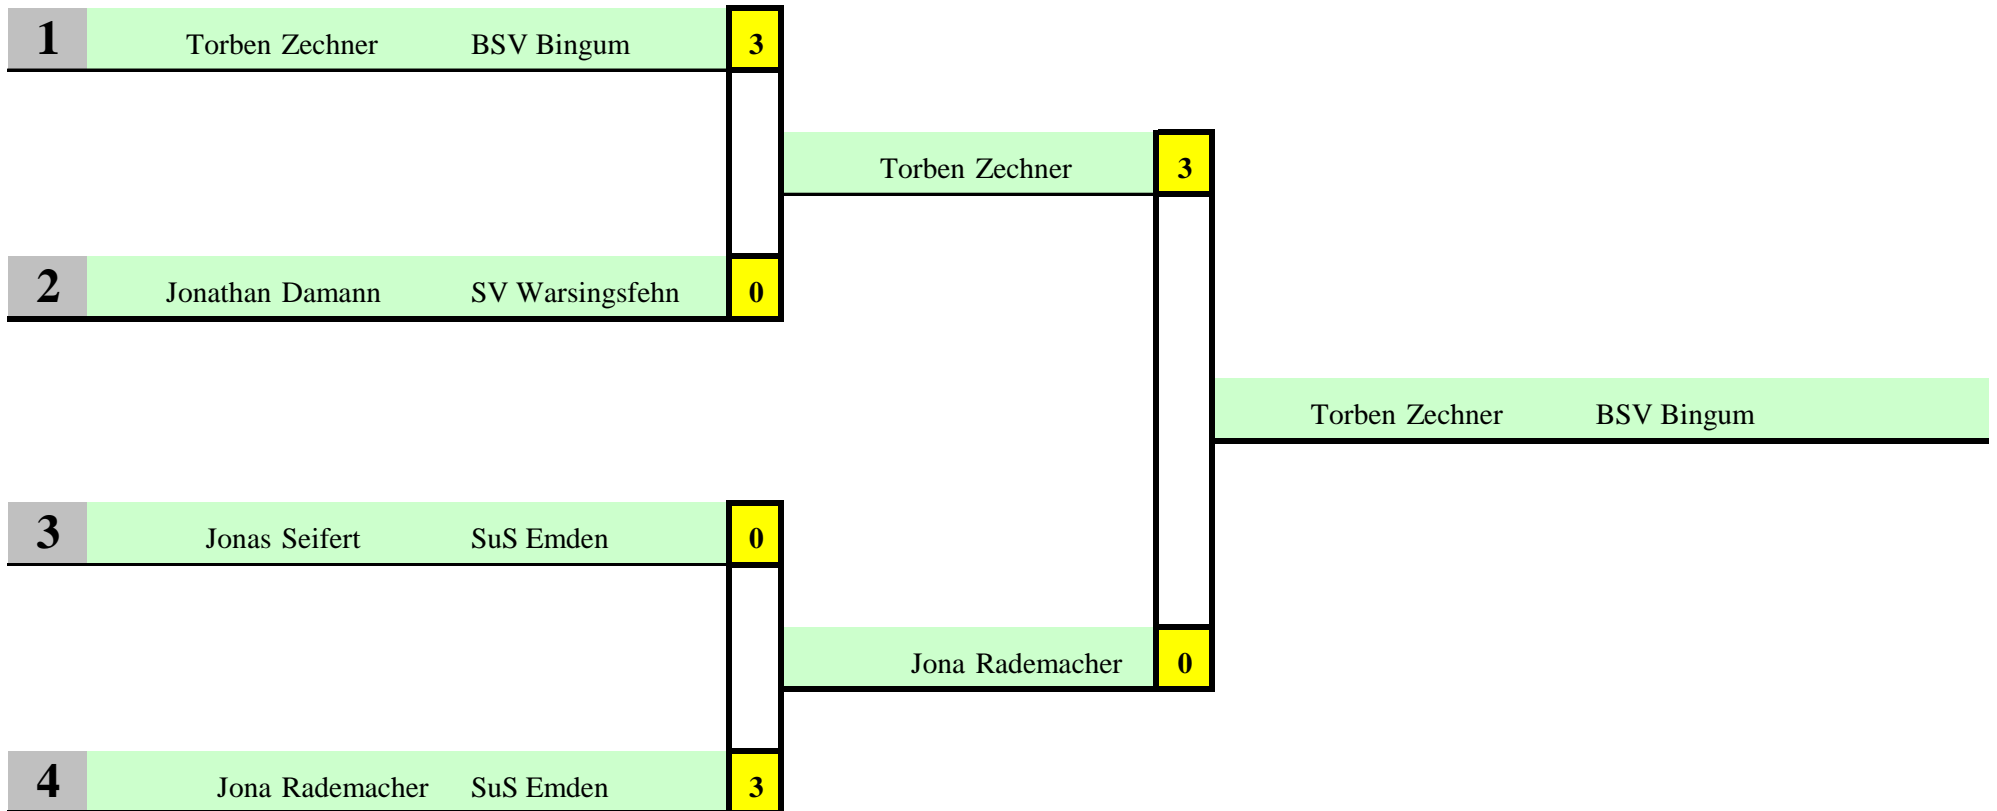 1 Torben Zechner BSV Bingum 3
Torben Zechner 3
2 Jonathan Damann SV Warsingsfehn 0
Torben Zechner BSV Bingum
3 Jonas Seifert SuS Emden 0
Jona Rademacher 0
4 Jona Rademacher SuS Emden 3